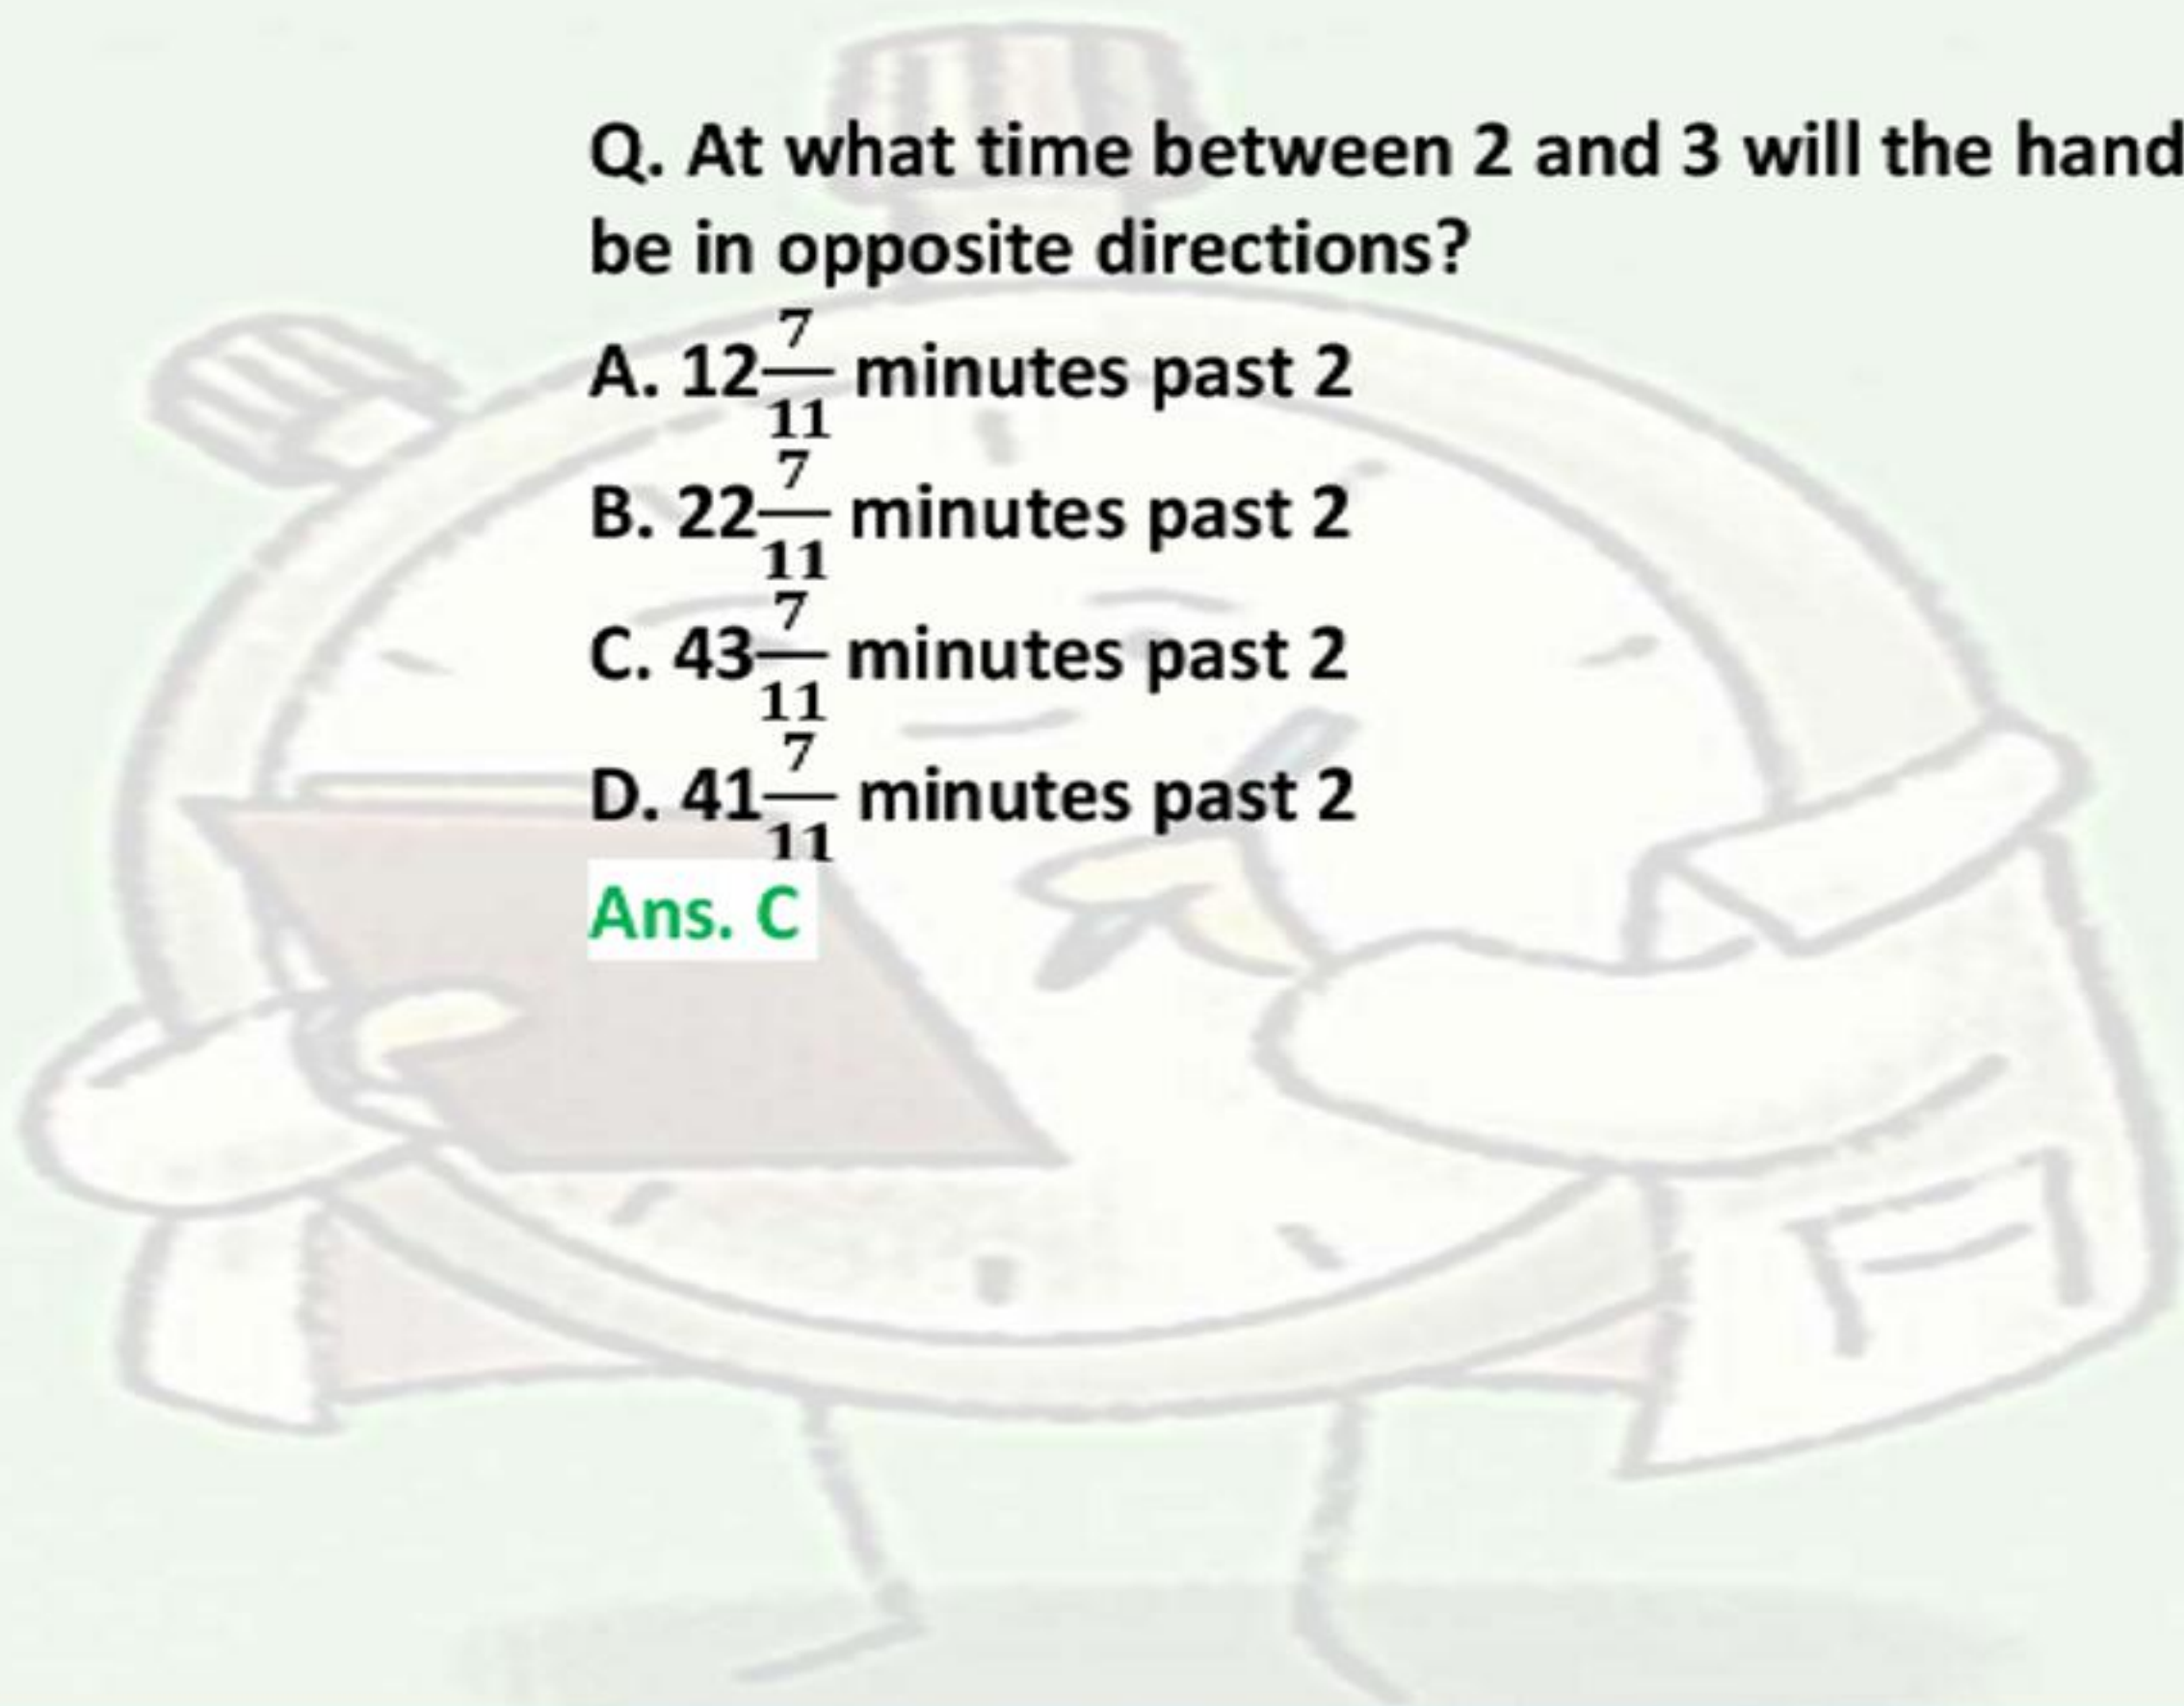 Q. At what time between 2 and 3 will the hand
be in opposite directions?
A. 12 7/11 minutes past 2
B. 22 7/11 minutes past 2
C. 43 7/11 minutes past 2
D. 41 7/11 minutes past 2
Ans. C